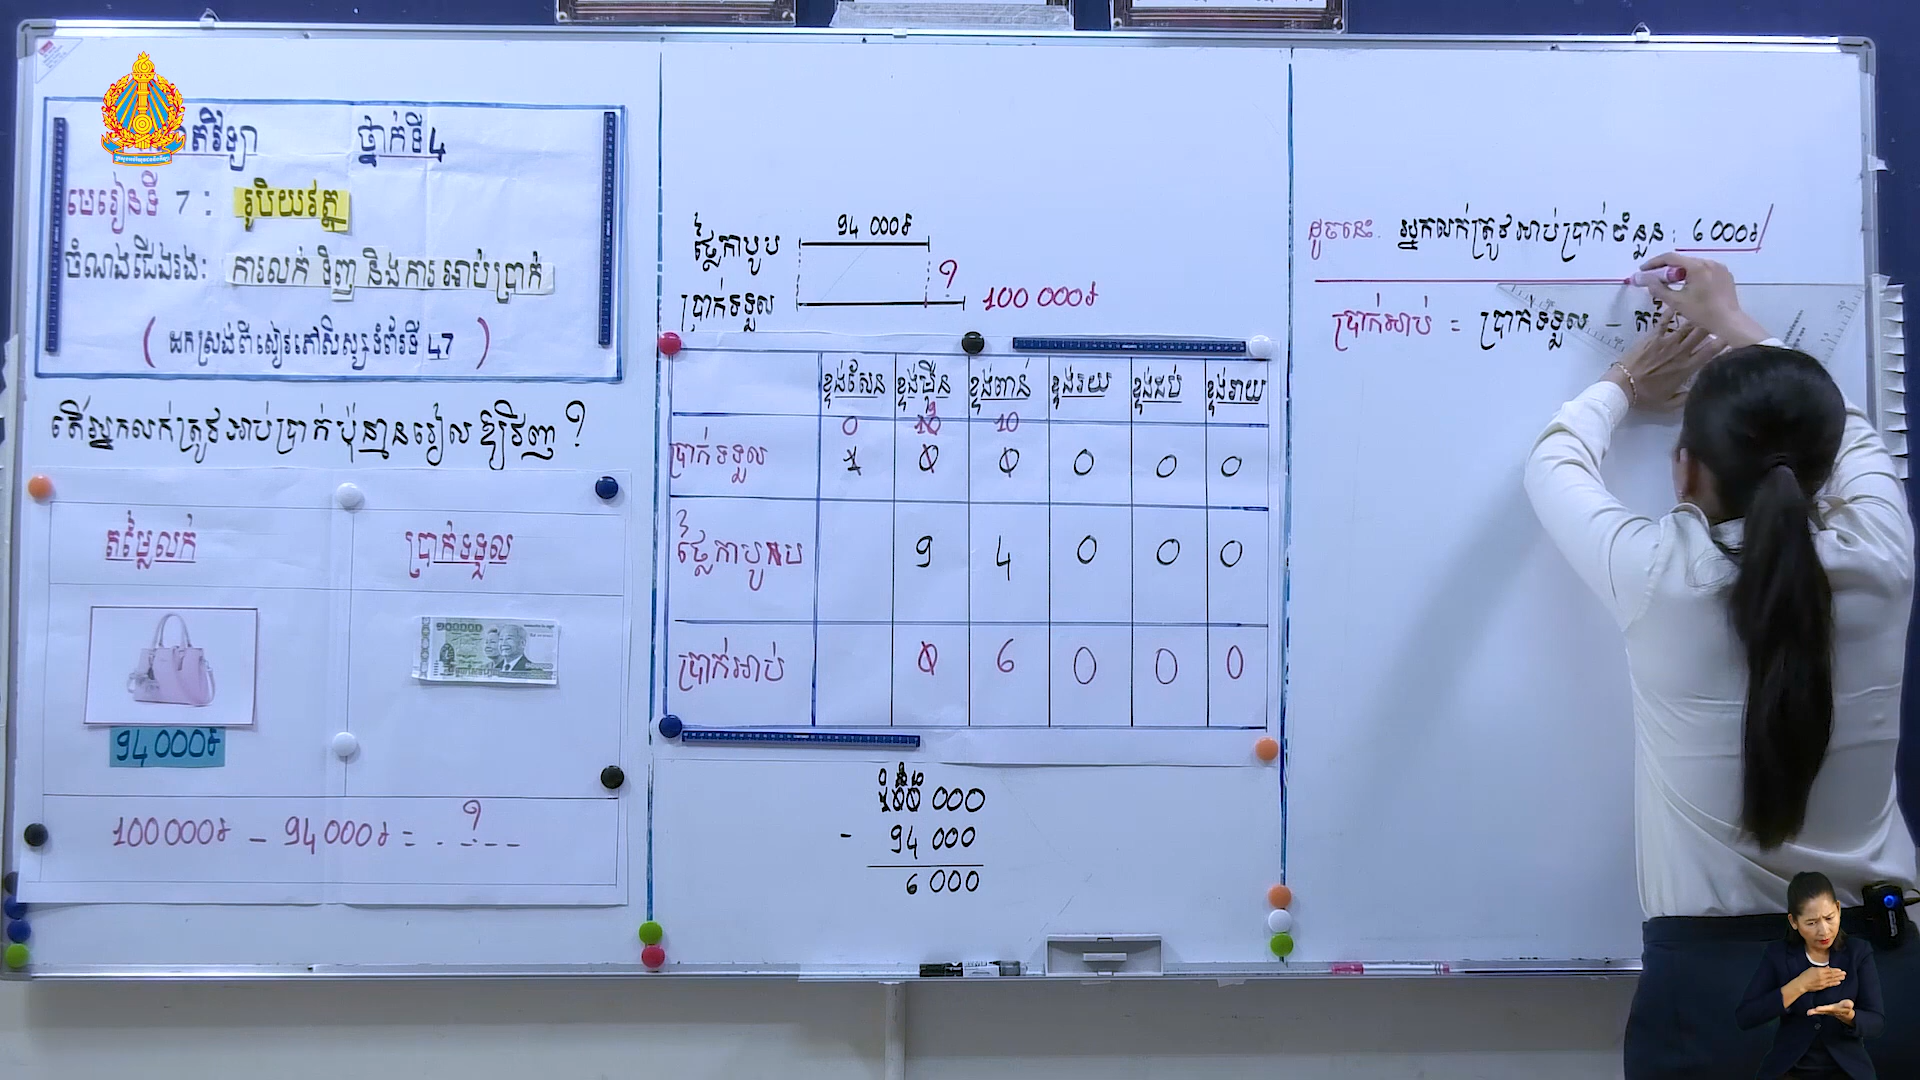 ថ្នាក់ទី4
មេរៀនទី 7 : រូបិយវត្ថុ
ចំណងជើងរង: ការលក់ ទិញ និងការអាប់ប្រាក់
( ដកស្រង់ពីសៀវភៅសិស្សទំព័រទី 47 )
តើអ្នកលក់ត្រូវអាប់ប្រាក់ប៉ុន្មានរៀលឱ្យវិញ ?
តម្លៃលក់ ប្រាក់ទទួល
94 000៛
100 000៛ - 94 000៛ = . ? - - -
94 000៛
ថ្លៃកាបូប
?
ប្រាក់ទទួល 100 000៛
ខ្ទង់សែន ខ្ទង់ម៉ឺន ខ្ទង់ពាន់ ខ្ទង់រយ ខ្ទង់ដប់ ខ្ទង់រាយ
9
0 10 10
ប្រាក់ទទួល 1 0 0 0 0 0
ថ្លៃកាបូប 9 4 0 0 0
ប្រាក់អាប់ 0 6 0 0 0
100 000
- 94 000
6 000
ដូចនេះ អ្នកលក់ត្រូវអាប់ប្រាក់ចំនួន: 6 000៛
ប្រាក់អាប់ = ប្រាក់ទទួល -